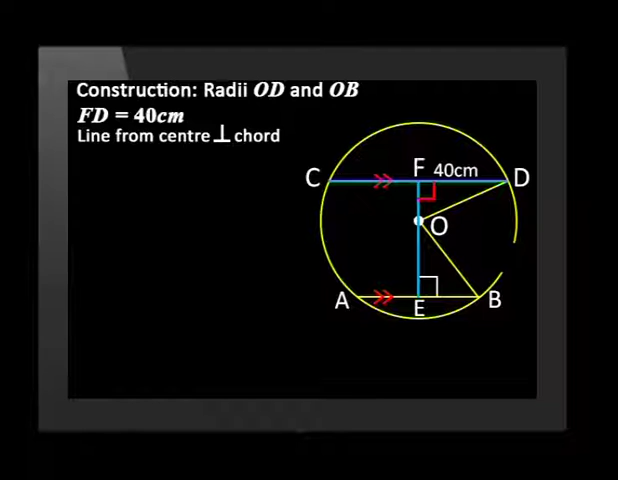 Construction: Radii OD and OB
FD = 40cm
Line from centre ⊥ chord
C
F
40cm
D
O
A
E
B